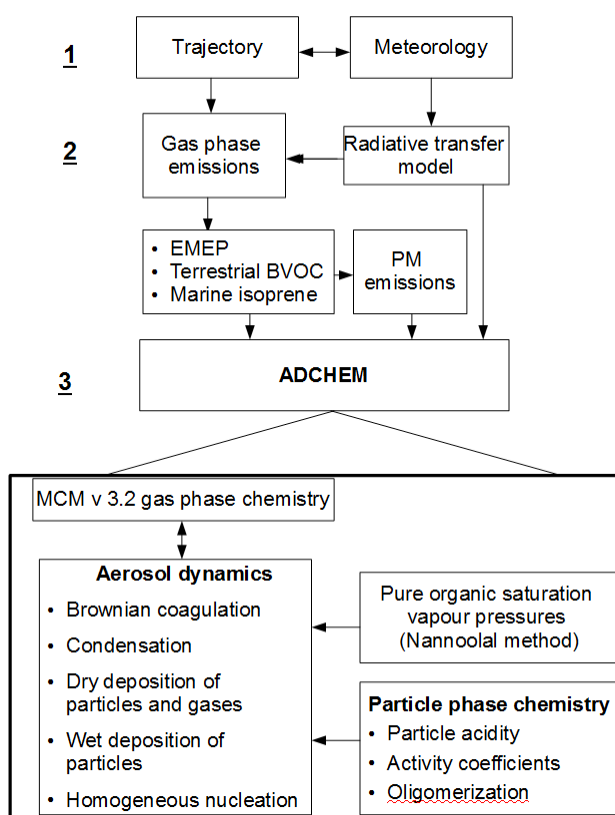 1
Trajectory
Meteorology
2
Gas phase
emissions
Radiative transfer
model
• EMEP
• Terrestrial BVOC
• Marine isoprene
PM
emissions
3
ADCHEM
MCM v 3.2 gas phase chemistry
Aerosol dynamics
• Brownian coagulation
• Condensation
• Dry deposition of
particles and gases
• Wet deposition of
particles
• Homogeneous nucleation
Pure organic saturation
vapour pressures
(Nannoolal method)
Particle phase chemistry
• Particle acidity
• Activity coefficients
• Oligomerization